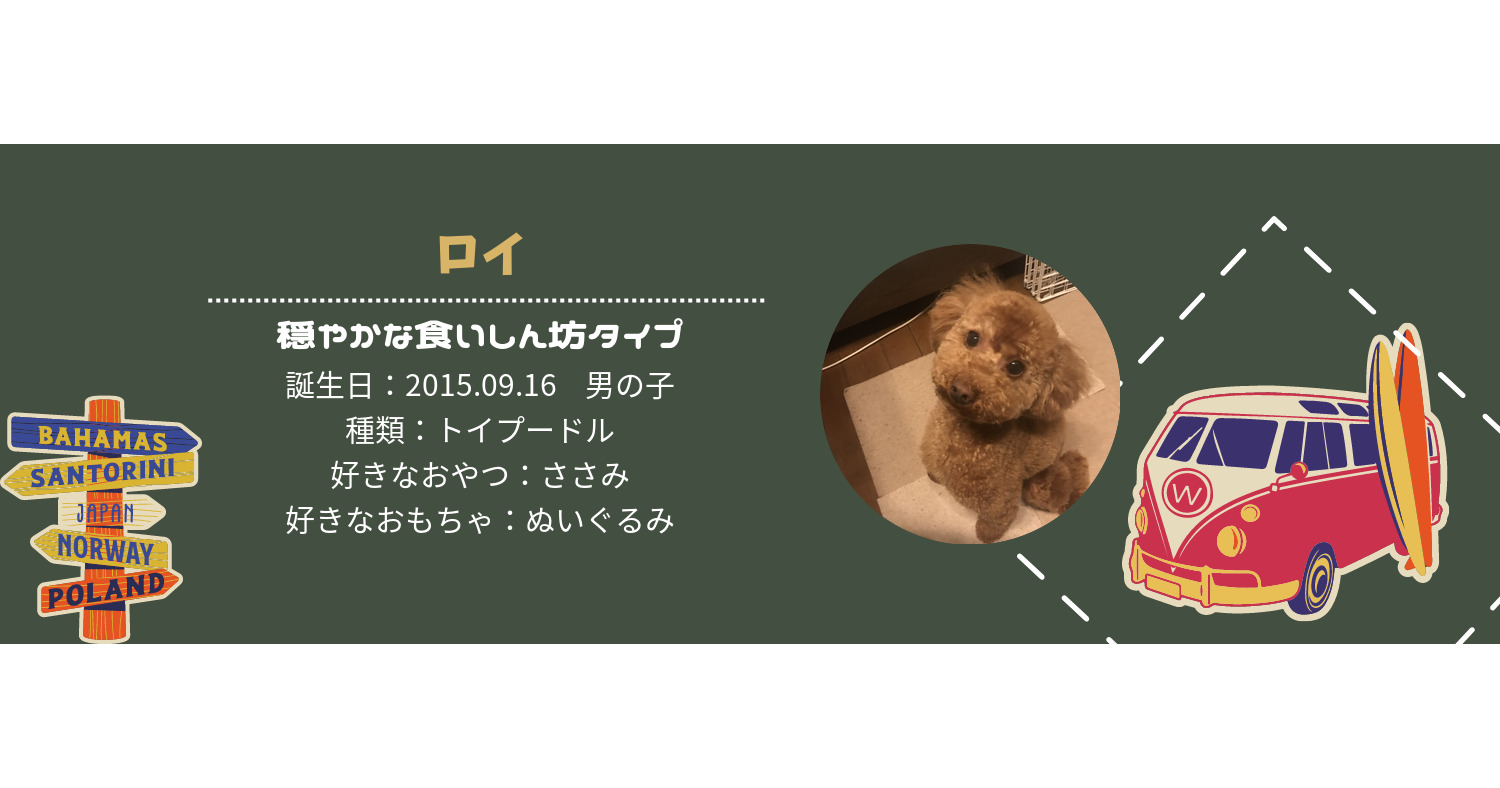 ロイ
穏やかな食いしん坊タイプ
誕生日：2015.09.16　男の子
種類：トイプードル
好きなおやつ：ささみ
好きなおもちゃ：ぬいぐるみ
BAHAMAS
SANTORINI
JAPAN
NORWAY
POLAND
W